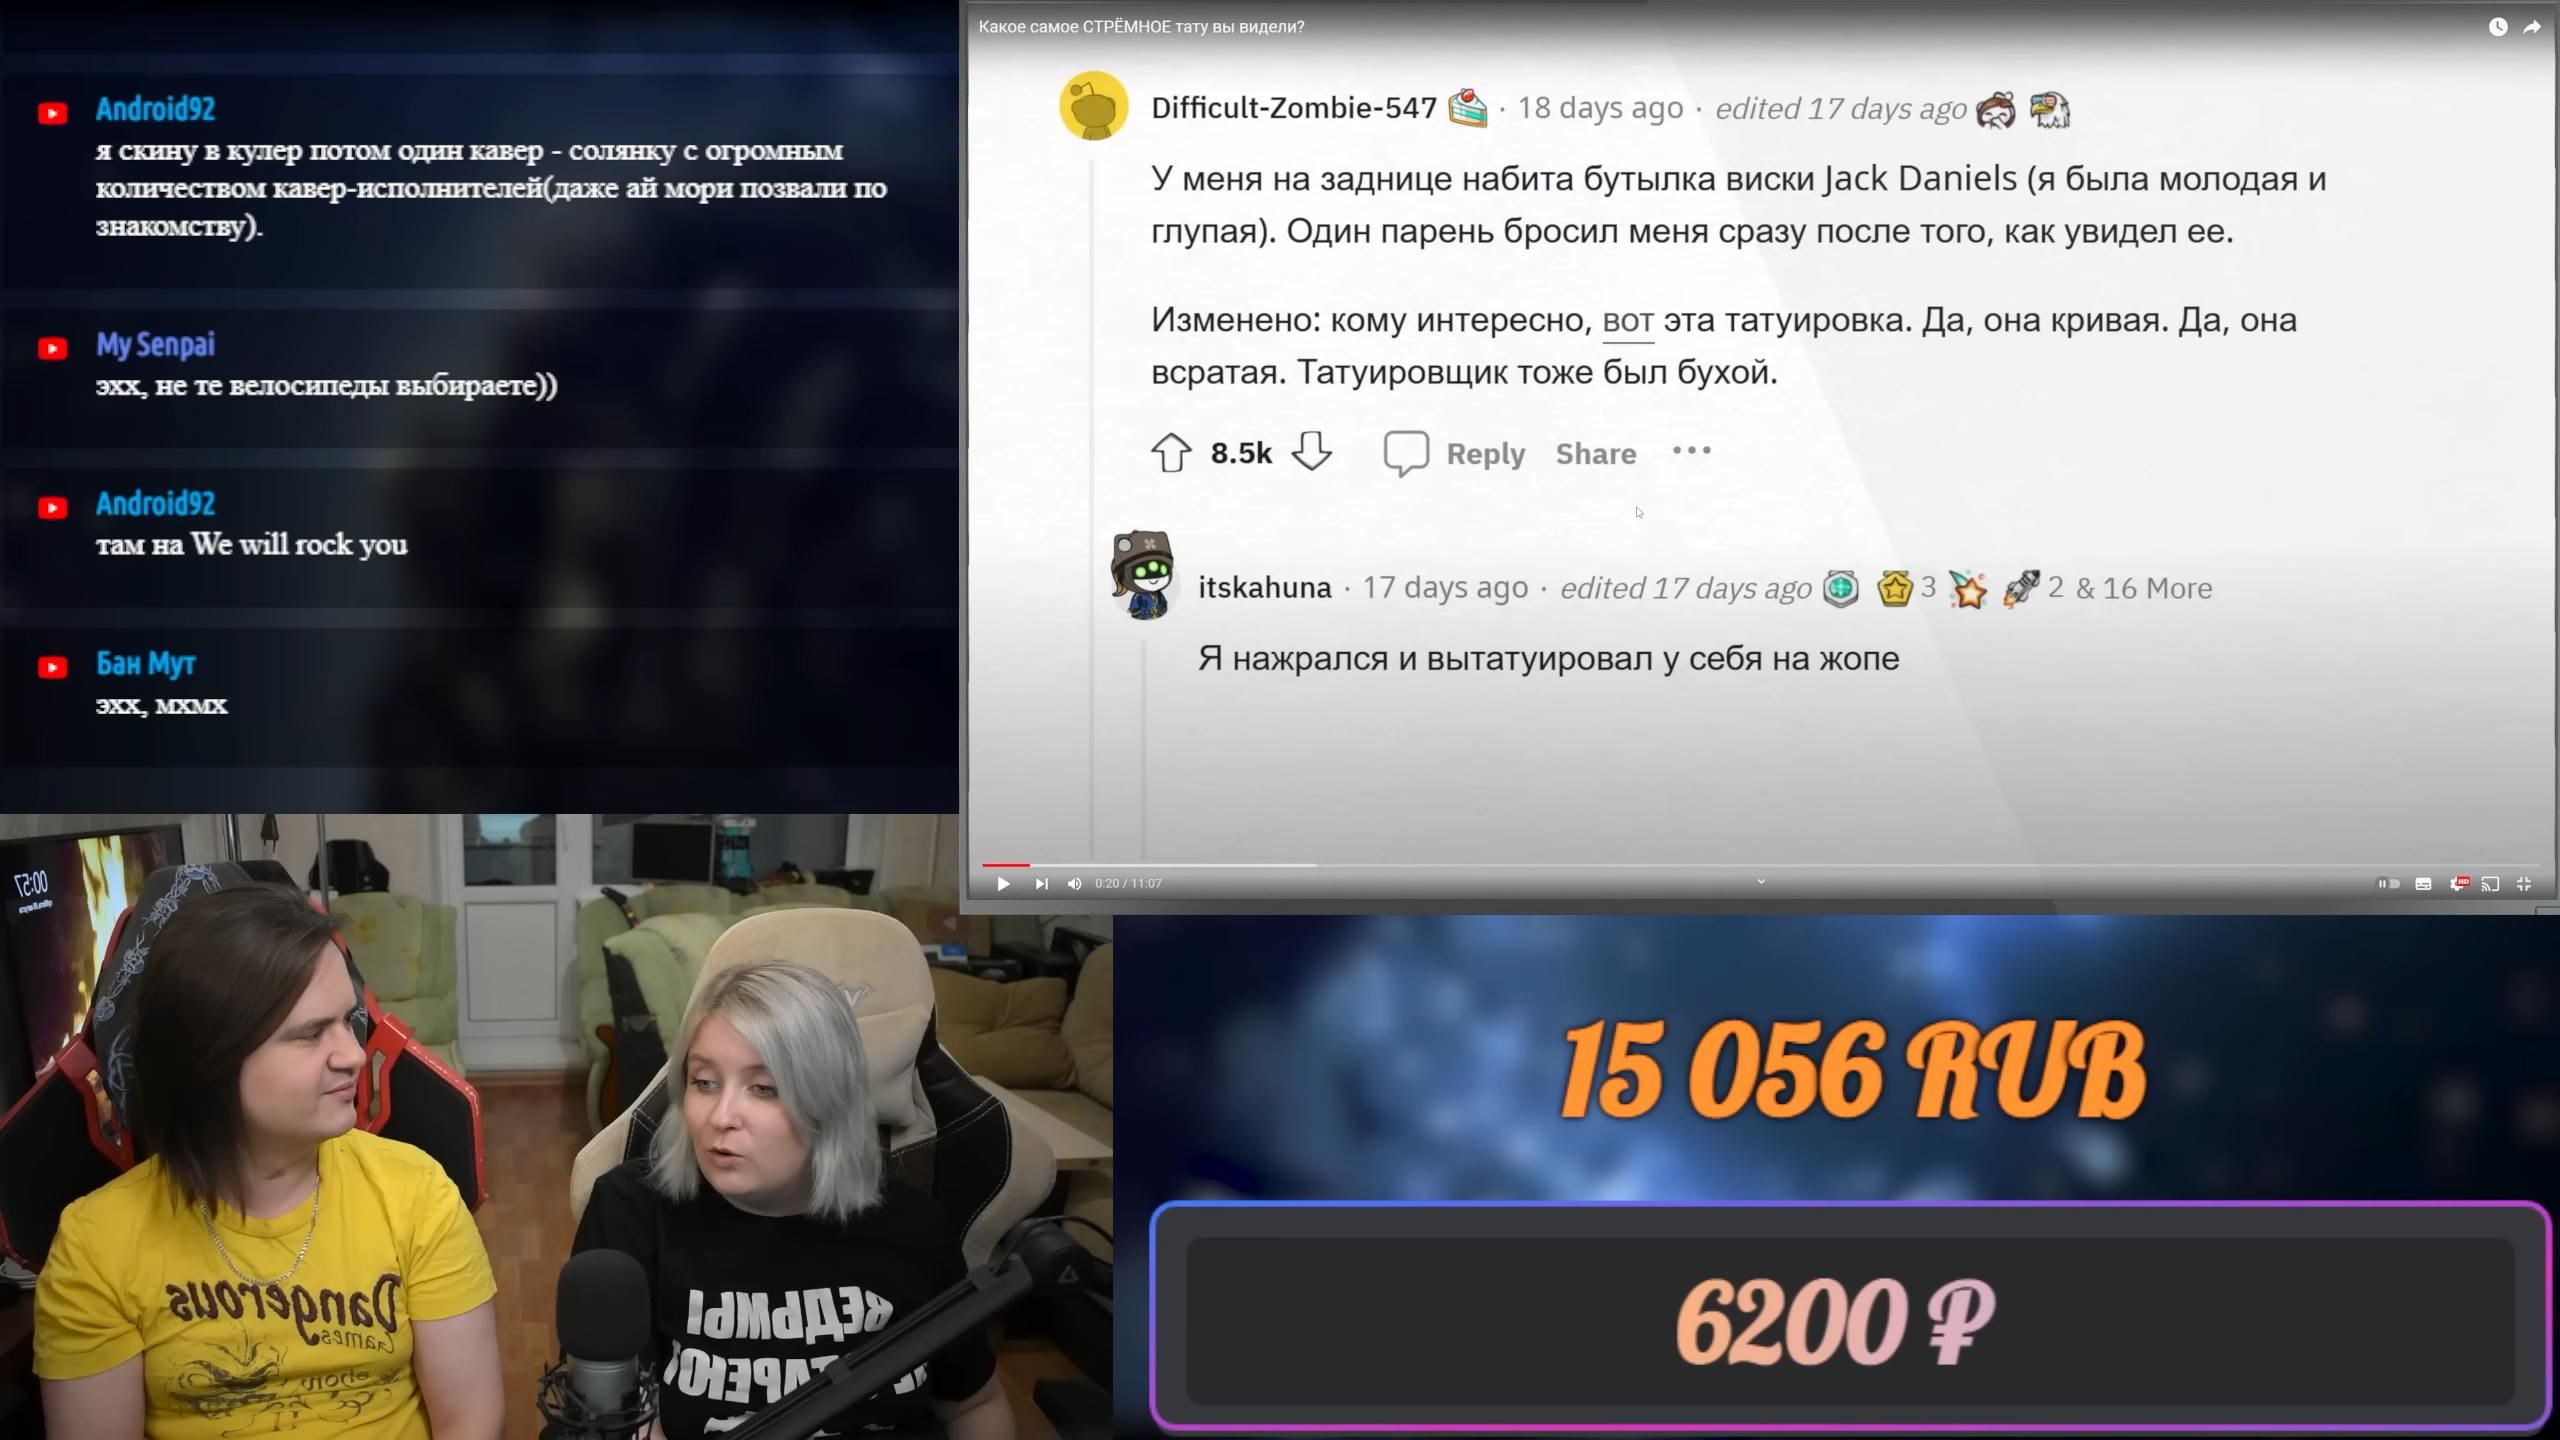 Android92
я скину в кулер потом один кавер - солянку с огромным
количеством кавер-исполнителей(даже ай мори позвали по
знакомству).
My Senpai
эхх, не те велосипеды выбираете))
Android92
там на We will rock you
Бан Мут
эхх, мхмх
Какое самое СТРЁМНОЕ тату вы видели?
Difficult-Zombie-547 · 18 days ago · edited 17 days ago
У меня на заднице набита бутылка виски Jack Daniels (я была молодая и
глупая). Один парень бросил меня сразу после того, как увидел ее.
Изменено: кому интересно, вот эта татуировка. Да, она кривая. Да, она
всратая. Татуировщик тоже был бухой.
8.5k Reply Share ...
itskahuna · 17 days ago · edited 17 days ago 3 2 & 16 More
Я нажрался и вытатуировал у себя на жопе
0:20 / 11:07
HD
00:57
Dangerous
Games
ВЕДЬМЫ
15 056 RUB
6200 ₽